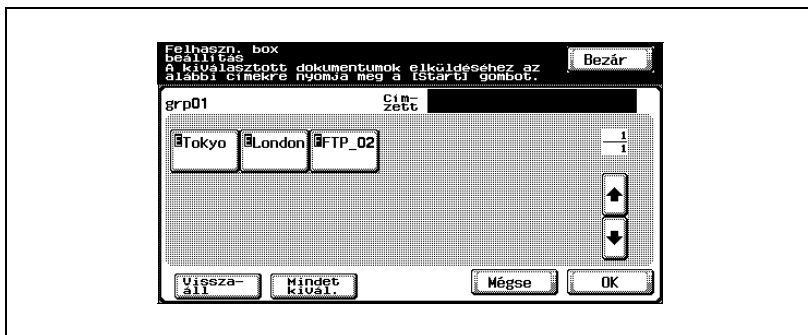 Felhaszn. box
beállítás
A kiválasztott dokumentumok elküldéséhez az
alábbi címekre nyomja meg a [Start] gombot.
Bezár
grp01
Cím-
zett
Tokyo
London
FTP_02
1
1
Vissza-
áll
Mindet
kivál.
Mégse
OK